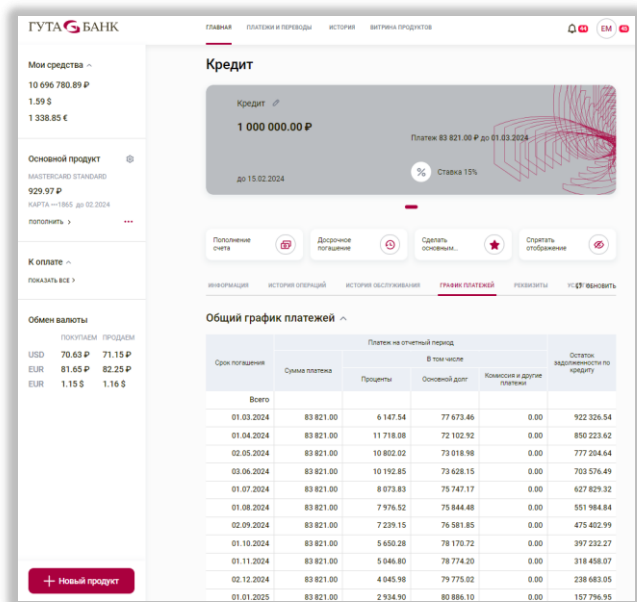 ГУТА БАНК
ГЛАВНАЯ ПЛАТЕЖИ И ПЕРЕВОДЫ ИСТОРИЯ ВИТРИНА ПРОДУКТОВ
44 EM 45
Мои средства
10 696 780.89 ₽
1.59 $
1 338.85 €
Основной продукт
MASTERCARD STANDARD
929.97 ₽
КАРТА 1865 до 02.2024
ПОПОЛНИТЬ >
К оплате
ПОКАЗАТЬ ВСЕ >
Обмен валюты
ПОКУПАЕМ ПРОДАЕМ
USD 70.63 ₽ 71.15 ₽
EUR 81.65 ₽ 82.25 ₽
EUR 1.15 $ 1.16 $
+ Новый продукт
Кредит
Кредит
1 000 000.00 ₽
Платеж 83 821.00 ₽ до 01.03.2024
% Ставка 15%
до 15.02.2024
Пополнение счета
Досрочное погашение
Сделать основным...
Спрятать отображение
ИНФОРМАЦИЯ ИСТОРИЯ ОПЕРАЦИЙ ИСТОРИЯ ОБСЛУЖИВАНИЯ ГРАФИК ПЛАТЕЖЕЙ РЕКВИЗИТЫ ОБНОВИТЬ
Общий график платежей
Платеж на отчетный период
В том числе
Срок погашения Сумма платежа Проценты Основной долг Комиссия и другие платежи Остаток задолженности по кредиту
Всего
01.03.2024 83 821.00 6 147.54 77 673.46 0.00 922 326.54
01.04.2024 83 821.00 11 718.08 72 102.92 0.00 850 223.62
02.05.2024 83 821.00 10 802.02 73 018.98 0.00 777 204.64
03.06.2024 83 821.00 10 192.85 73 628.15 0.00 703 576.49
01.07.2024 83 821.00 8 073.83 75 747.17 0.00 627 829.32
01.08.2024 83 821.00 7 976.52 75 844.48 0.00 551 984.84
02.09.2024 83 821.00 7 239.15 76 581.85 0.00 475 402.99
01.10.2024 83 821.00 5 650.28 78 170.72 0.00 397 232.27
01.11.2024 83 821.00 5 046.80 78 774.20 0.00 318 458.07
02.12.2024 83 821.00 4 045.98 79 775.02 0.00 238 683.05
01.01.2025 83 821.00 2 934.90 80 886.10 0.00 157 796.95